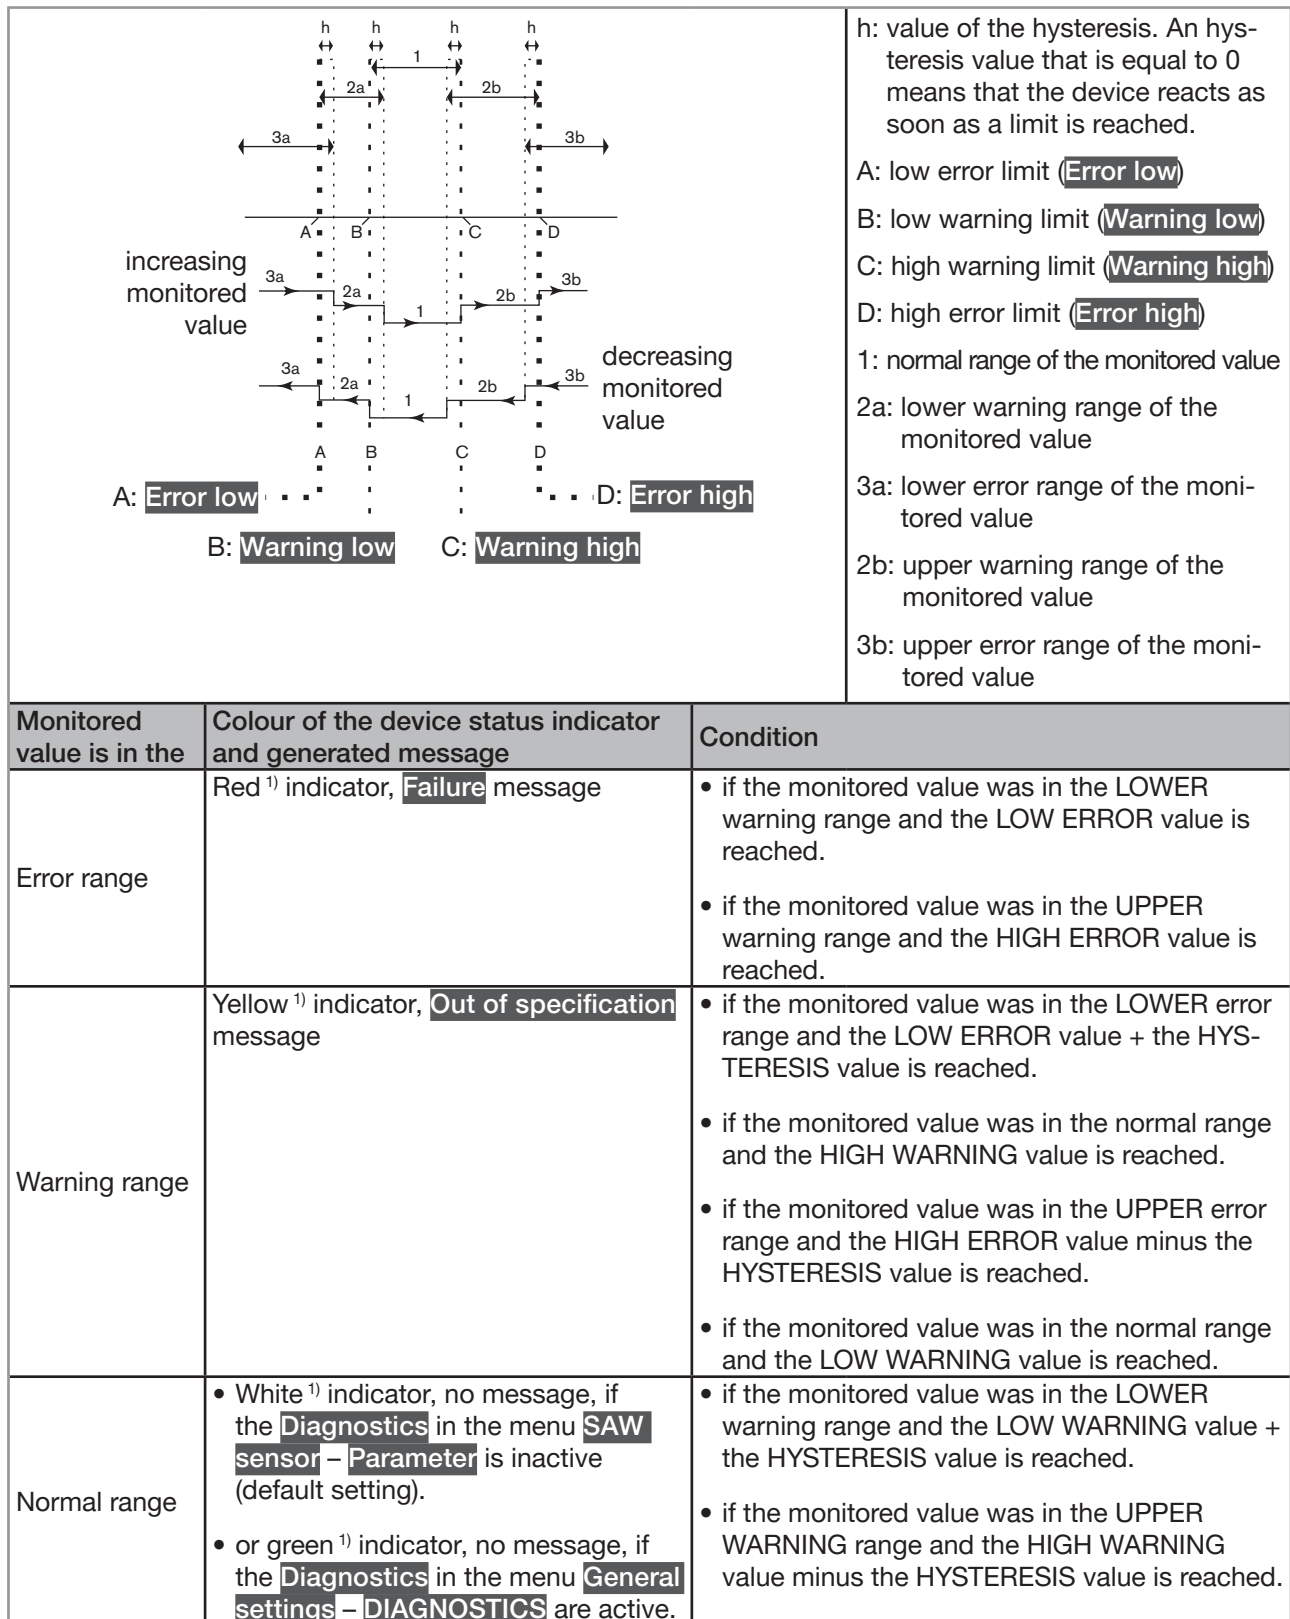 h h h h
1
2a 2b
3a 3b
A B C D
increasing
monitored
value
3a 2a 1 2b 3b
decreasing
monitored
value
3a 2a 1 2b 3b
A B C D
A: Error low D: Error high
B: Warning low C: Warning high
h: value of the hysteresis. An hys-
teresis value that is equal to 0
means that the device reacts as
soon as a limit is reached.
A: low error limit (Error low)
B: low warning limit (Warning low)
C: high warning limit (Warning high)
D: high error limit (Error high)
1: normal range of the monitored value
2a: lower warning range of the
monitored value
3a: lower error range of the moni-
tored value
2b: upper warning range of the
monitored value
3b: upper error range of the moni-
tored value
Monitored
value is in the
Colour of the device status indicator
and generated message
Condition
Error range
Red 1) indicator, Failure message
• if the monitored value was in the LOWER
warning range and the LOW ERROR value is
reached.
• if the monitored value was in the UPPER
warning range and the HIGH ERROR value is
reached.
Warning range
Yellow 1) indicator, Out of specification
message
• if the monitored value was in the LOWER error
range and the LOW ERROR value + the HYS-
TERESIS value is reached.
• if the monitored value was in the normal range
and the HIGH WARNING value is reached.
• if the monitored value was in the UPPER error
range and the HIGH ERROR value minus the
HYSTERESIS value is reached.
• if the monitored value was in the normal range
and the LOW WARNING value is reached.
Normal range
• White 1) indicator, no message, if
the Diagnostics in the menu SAW
sensor – Parameter is inactive
(default setting).
• or green 1) indicator, no message, if
the Diagnostics in the menu General
settings – DIAGNOSTICS are active.
• if the monitored value was in the LOWER
warning range and the LOW WARNING value +
the HYSTERESIS value is reached.
• if the monitored value was in the UPPER
WARNING range and the HIGH WARNING
value minus the HYSTERESIS value is reached.